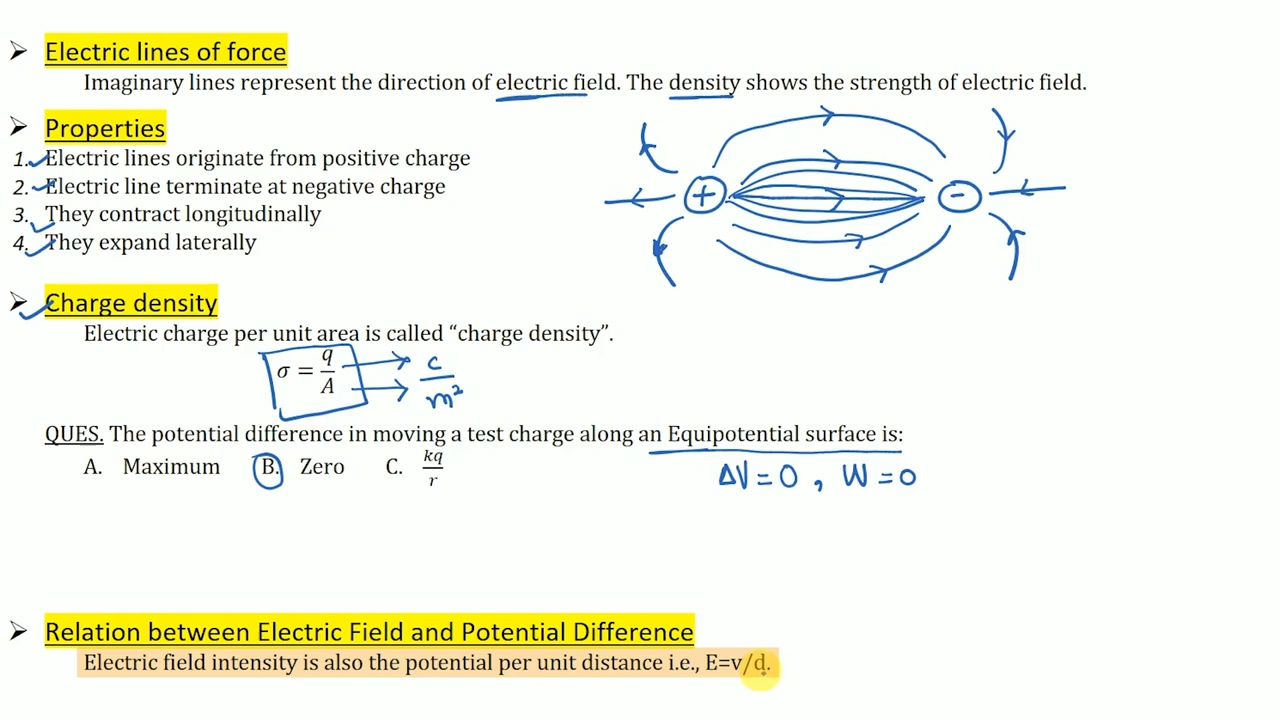 Electric lines of force
Imaginary lines represent the direction of electric field. The density shows the strength of electric field.
Properties
1. Electric lines originate from positive charge
2. Electric line terminate at negative charge
3. They contract longitudinally
4. They expand laterally
+ -
Charge density
Electric charge per unit area is called “charge density”.
σ = q/A → c/m²
QUES. The potential difference in moving a test charge along an Equipotential surface is:
A. Maximum B. Zero C. kq/r
ΔV = 0 , W = 0
Relation between Electric Field and Potential Difference
Electric field intensity is also the potential per unit distance i.e., E=v/d.